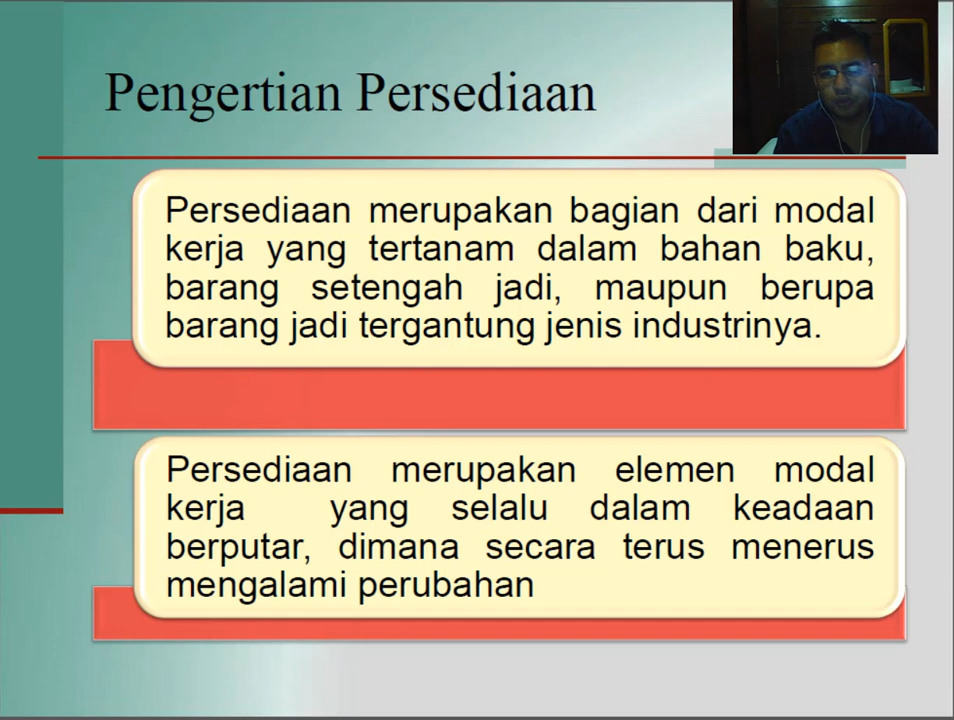 Pengertian Persediaan
Persediaan merupakan bagian dari modal
kerja yang tertanam dalam bahan baku,
barang setengah jadi, maupun berupa
barang jadi tergantung jenis industrinya.
Persediaan merupakan elemen modal
kerja yang selalu dalam keadaan
berputar, dimana secara terus menerus
mengalami perubahan